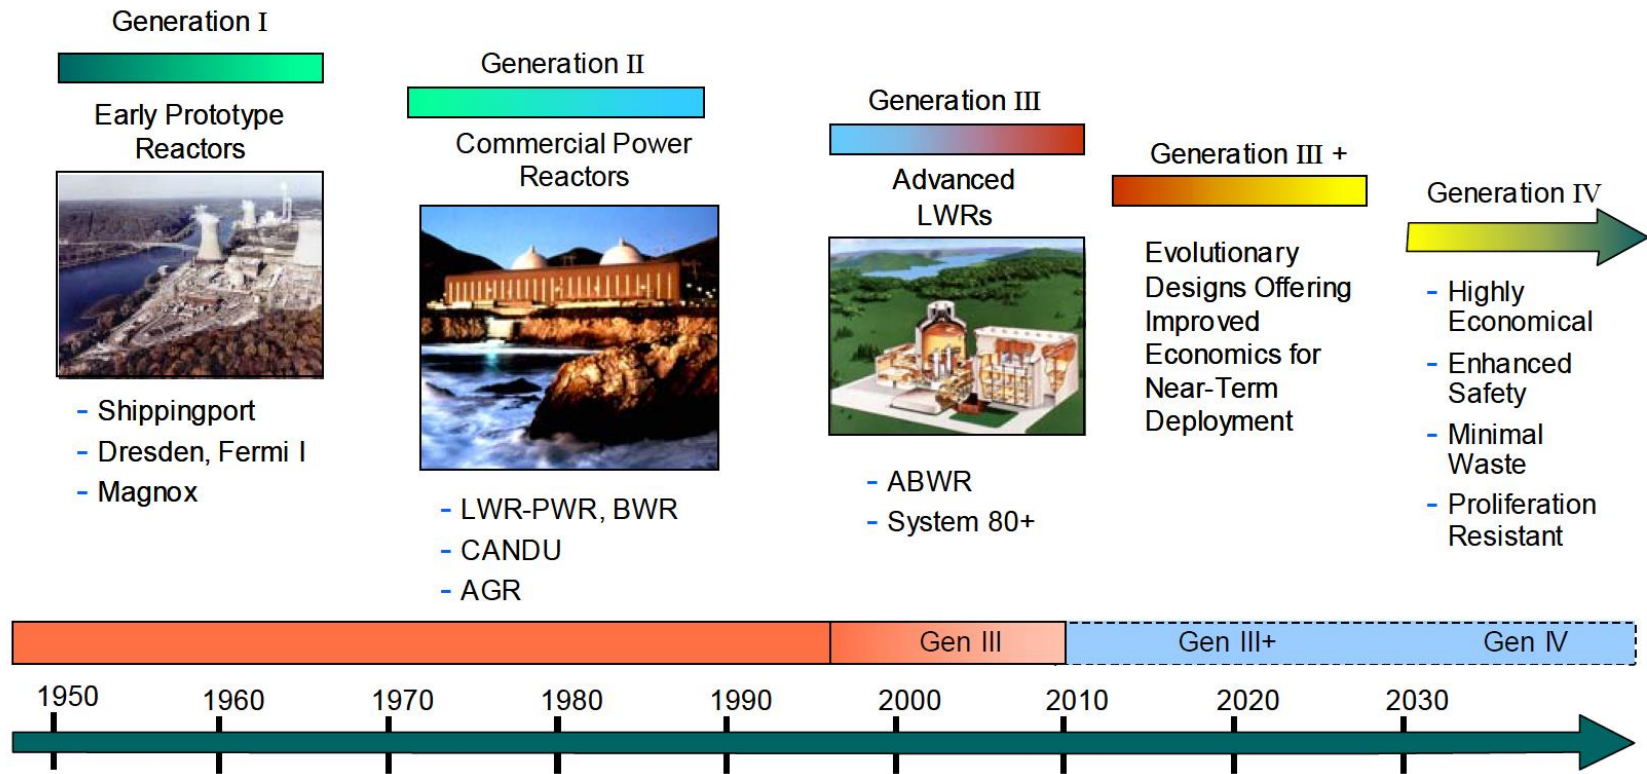 Generation I
Early Prototype
Reactors
- Shippingport
- Dresden, Fermi I
- Magnox
Generation II
Commercial Power
Reactors
- LWR-PWR, BWR
- CANDU
- AGR
Generation III
Advanced
LWRs
- ABWR
- System 80+
Generation III +
Evolutionary
Designs Offering
Improved
Economics for
Near-Term
Deployment
Generation IV
- Highly
Economical
- Enhanced
Safety
- Minimal
Waste
- Proliferation
Resistant
Gen III
Gen III+
Gen IV
1950
1960
1970
1980
1990
2000
2010
2020
2030